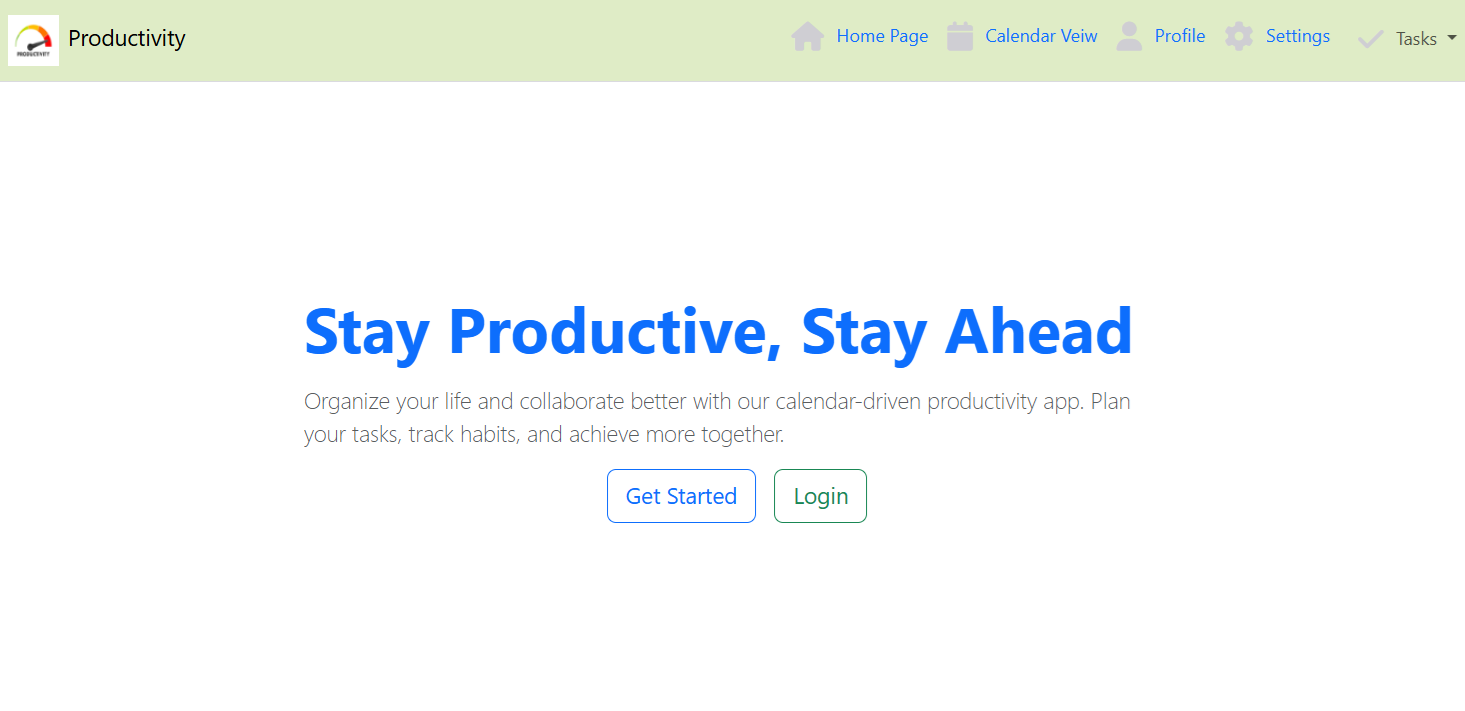 PRODUCTIVITY
Productivity
Home Page
Calendar Veiw
Profile
Settings
Tasks
Stay Productive, Stay Ahead
Organize your life and collaborate better with our calendar-driven productivity app. Plan
your tasks, track habits, and achieve more together.
Get Started
Login